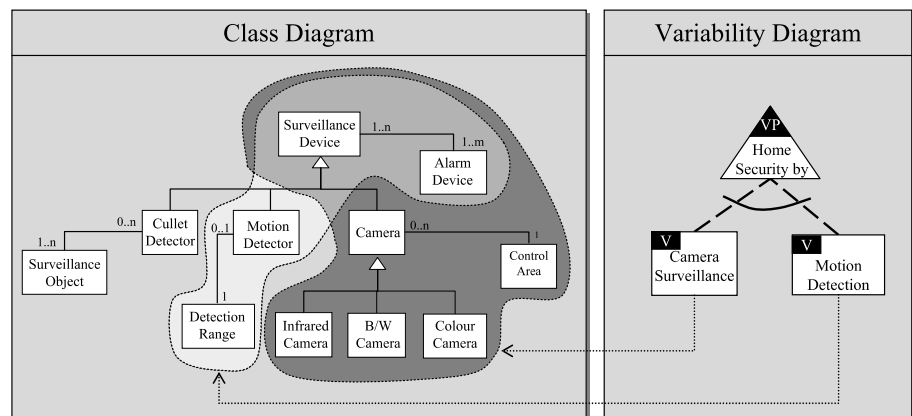 Class Diagram
Variability Diagram
Surveillance
Device
1..n
1..m
Alarm
Device
VP
Home
Security by
Cullet
Detector
0..n
1..n
Surveillance
Object
Motion
Detector
0..1
1
Detection
Range
Camera
0..n
1
Control
Area
Infrared
Camera
B/W
Camera
Colour
Camera
V
Camera
Surveillance
V
Motion
Detection